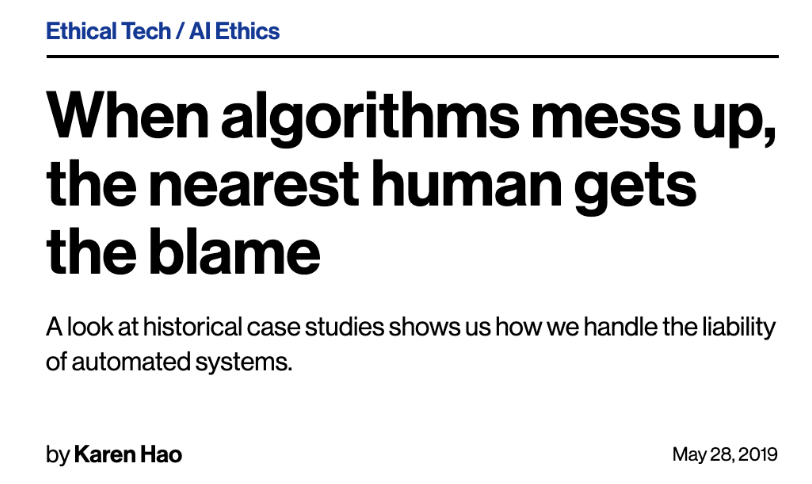 Ethical Tech / AI Ethics
When algorithms mess up,
the nearest human gets
the blame
A look at historical case studies shows us how we handle the liability
of automated systems.
by Karen Hao
May 28, 2019